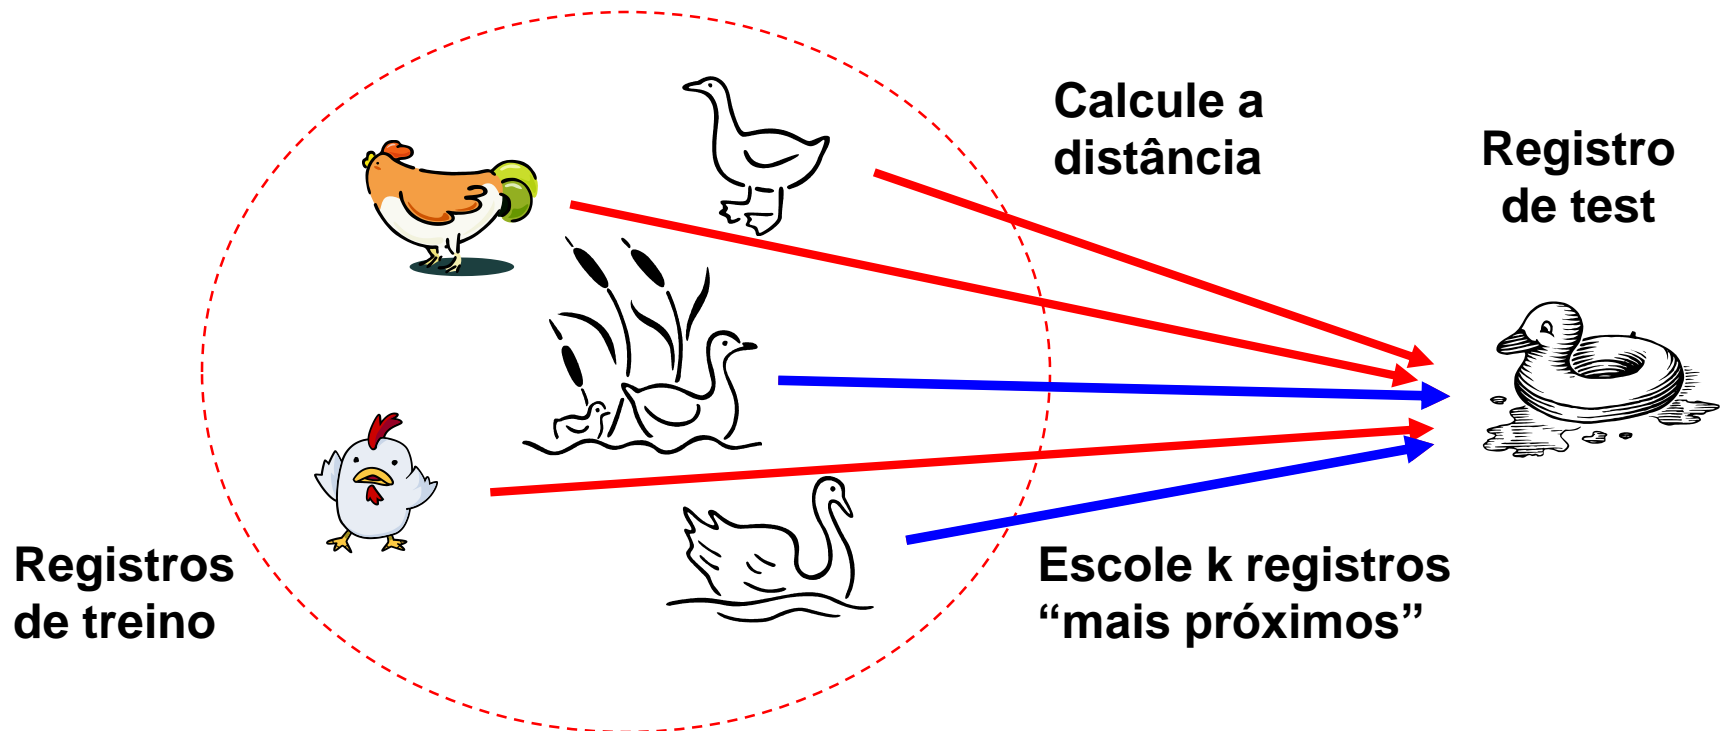 Calcule a
distância
Registro
de test
Registros
de treino
Escole k registros
“mais próximos”